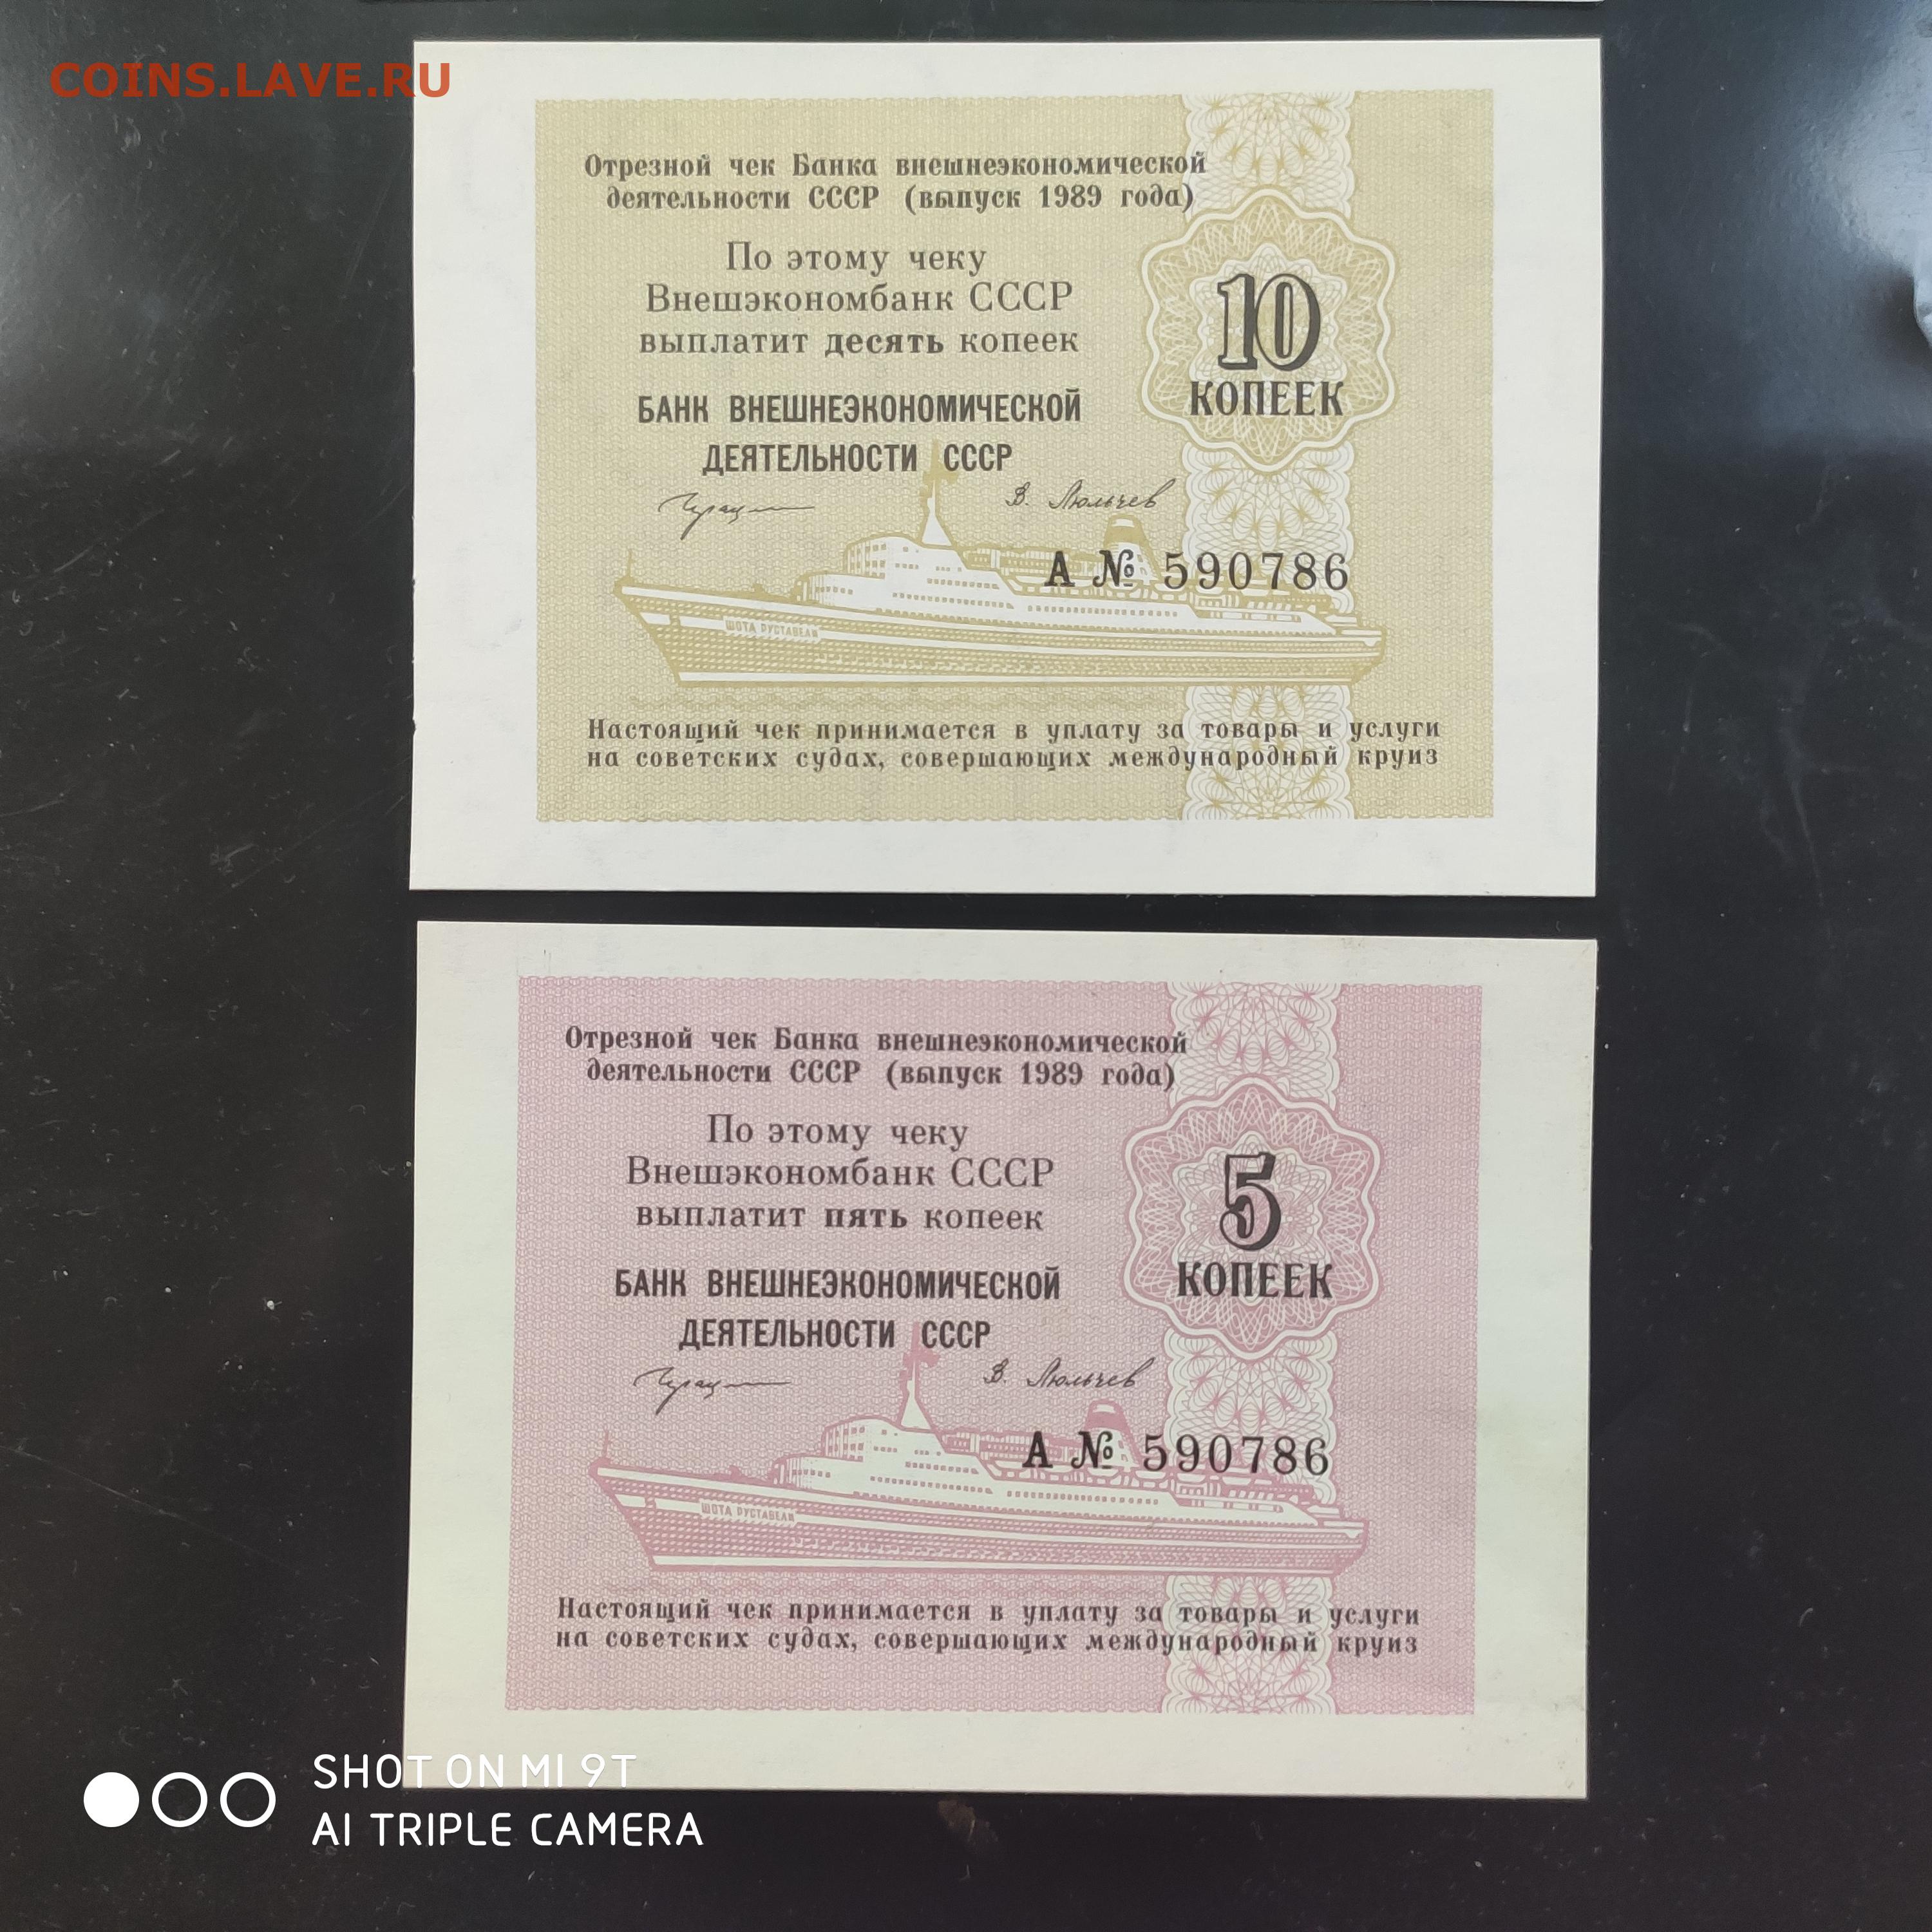 COINS.LAVE.RU
Отрезной чек Банка внешнеэкономической
деятельности СССР (выпуск 1989 года)
По этому чеку
Внешэкономбанк СССР
выплатит десять копеек
10
КОПЕЕК
БАНК ВНЕШНЕЭКОНОМИЧЕСКОЙ
ДЕЯТЕЛЬНОСТИ СССР
В. Люльчев
А № 590786
ШОТА РУСТАВЕЛИ
Настоящий чек принимается в уплату за товары и услуги
на советских судах, совершающих международный круиз
Отрезной чек Банка внешнеэкономической
деятельности СССР (выпуск 1989 года)
По этому чеку
Внешэкономбанк СССР
выплатит пять копеек
5
КОПЕЕК
БАНК ВНЕШНЕЭКОНОМИЧЕСКОЙ
ДЕЯТЕЛЬНОСТИ СССР
В. Люльчев
А № 590786
ШОТА РУСТАВЕЛИ
Настоящий чек принимается в уплату за товары и услуги
на советских судах, совершающих международный круиз
SHOT ON MI 9T
AI TRIPLE CAMERA